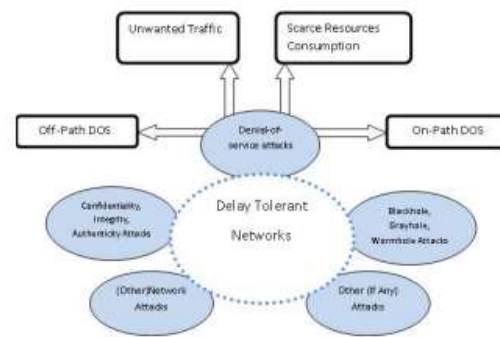 Unwanted Traffic
Scarce Resources
Consumption
Off-Path DOS
Denial-of-
service attacks
On-Path DOS
Confidentiality,
Integrity,
Authenticity Attacks
Delay Tolerant
Networks
Blackhole,
Grayhole,
Wormhole Attacks
(Other)Network
Attacks
Other (If Any)
Attacks